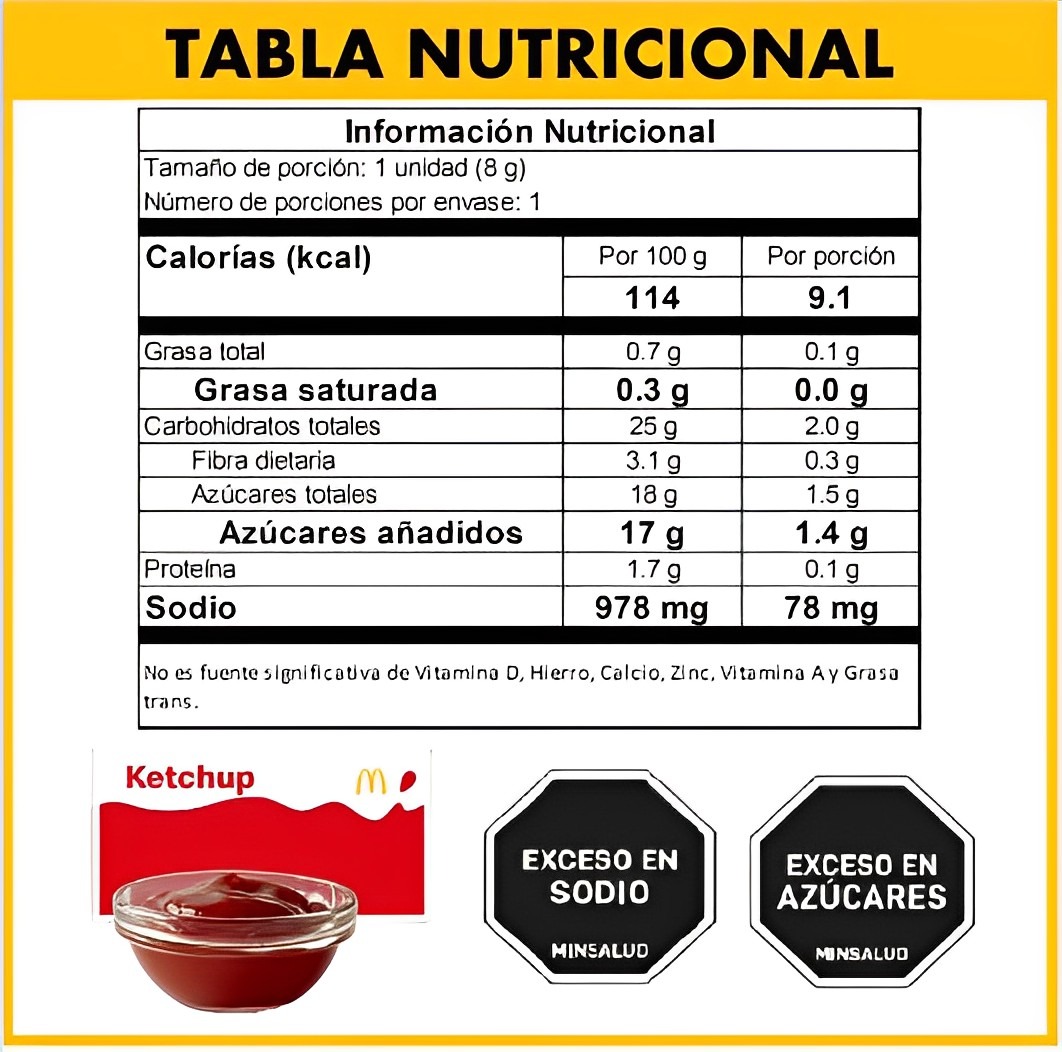 TABLA NUTRICIONAL
Información Nutricional
Tamaño de porción: 1 unidad (8 g)
Número de porciones por envase: 1
Calorías (kcal) Por 100 g Por porción
114 9.1
Grasa total 0.7 g 0.1 g
Grasa saturada 0.3 g 0.0 g
Carbohidratos totales 25 g 2.0 g
Fibra dietaria 3.1 g 0.3 g
Azúcares totales 18 g 1.5 g
Azúcares añadidos 17 g 1.4 g
Proteína 1.7 g 0.1 g
Sodio 978 mg 78 mg
No es fuente significativa de Vitamina D, Hierro, Calcio, Zinc, Vitamina A y Grasa
trans.
Ketchup
EXCESO EN
SODIO
MINSALUD
EXCESO EN
AZÚCARES
MINSALUD